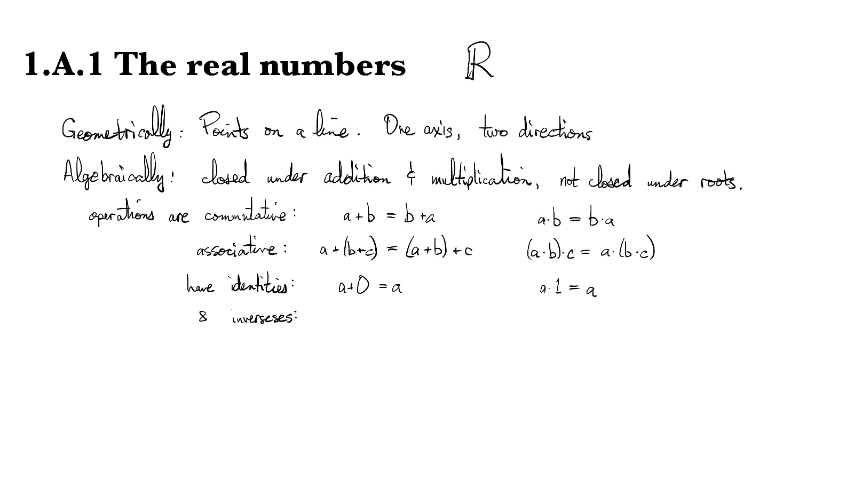 1.A.1 The real numbers ℝ
Geometrically: Points on a line. One axis, two directions
Algebraically: closed under addition & multiplication, not closed under roots.
operations are commutative: a+b = b+a a·b = b·a
associative: a+(b+c) = (a+b)+c (a·b)·c = a·(b·c)
have identities: a+0 = a a·1 = a
& inverseses: